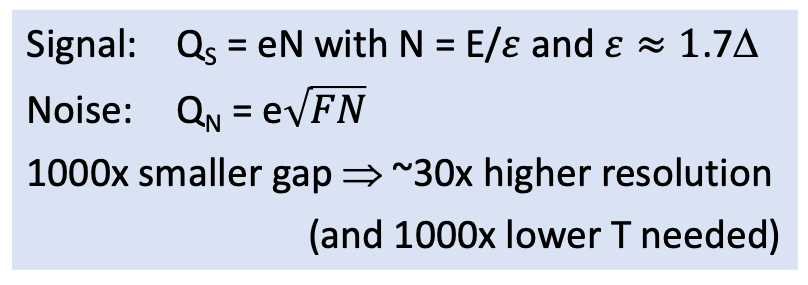 Signal: Qₛ = eN with N = E/ε and ε ≈ 1.7Δ
Noise: Q_N = e√FN
1000x smaller gap ⇒ ~30x higher resolution
(and 1000x lower T needed)